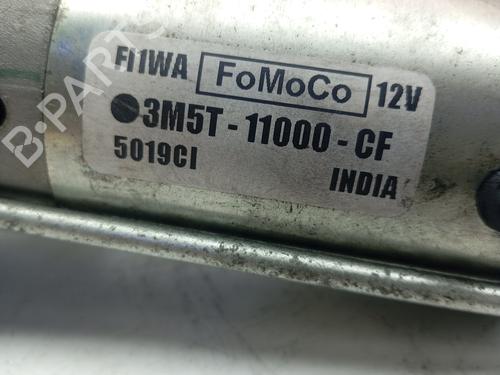 FI1WA FoMoCo 12V
3M5T-11000-CF
5019CI INDIA
B-PARTS